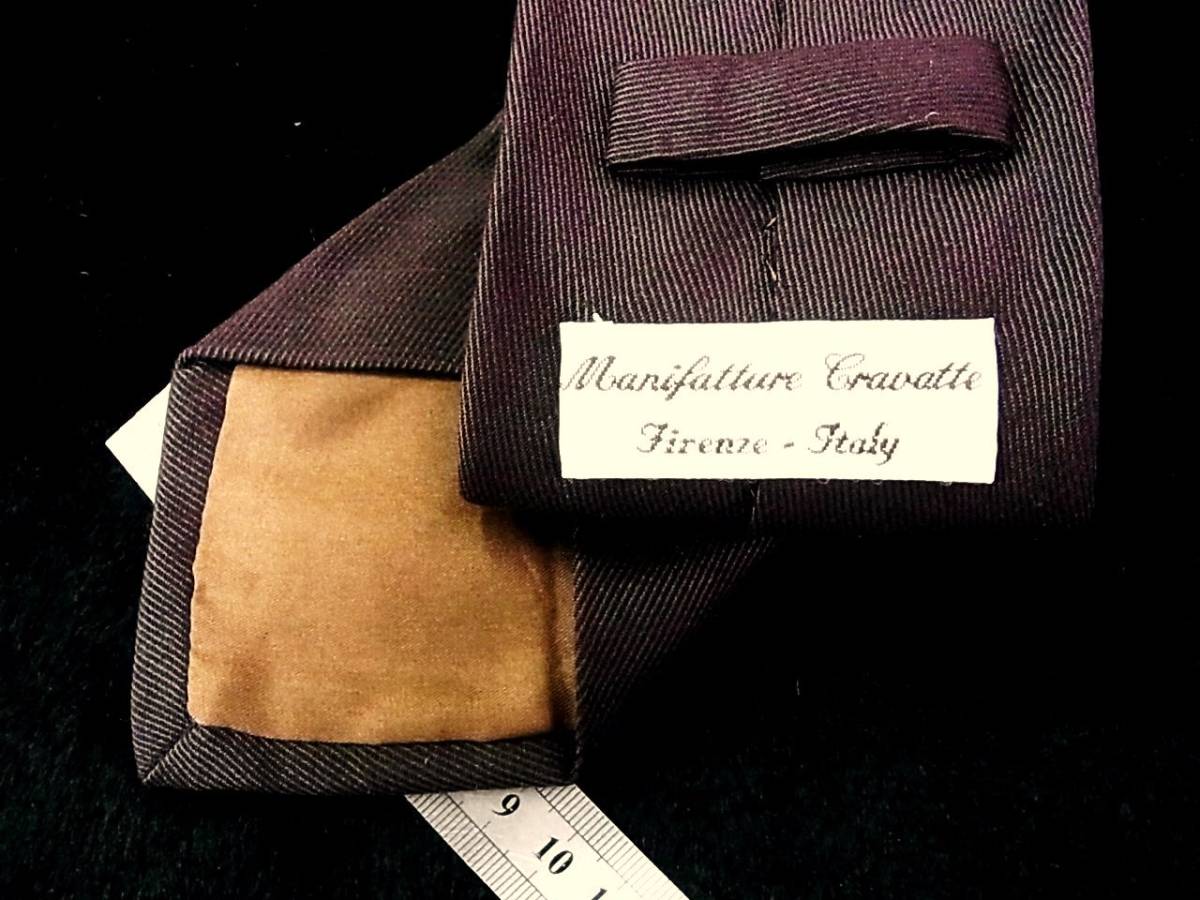 Manifatture Cravatte
Firenze - Italy
9
10